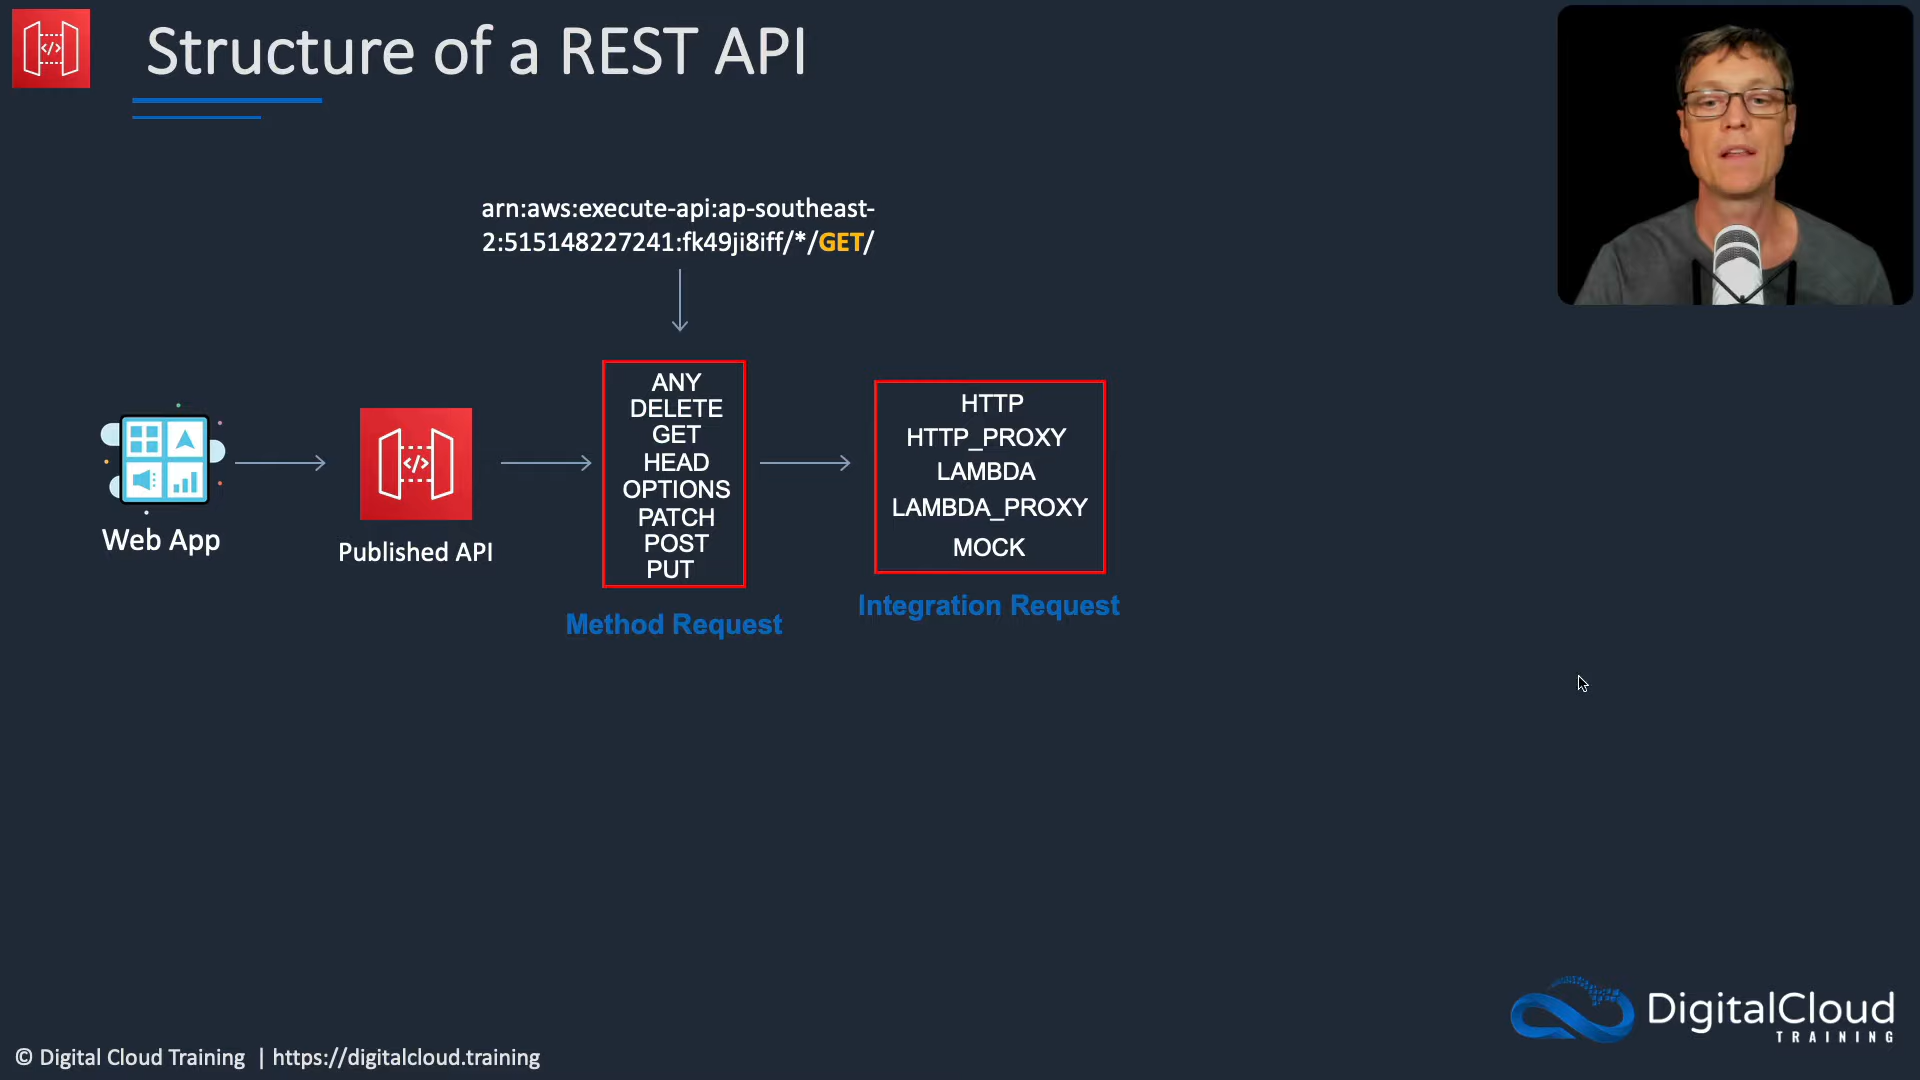 Structure of a REST API
arn:aws:execute-api:ap-southeast-
2:515148227241:fk49ji8iff/*/GET/
ANY
DELETE
GET
HEAD
OPTIONS
PATCH
POST
PUT
Method Request
HTTP
HTTP_PROXY
LAMBDA
LAMBDA_PROXY
MOCK
Integration Request
Web App
Published API
DigitalCloud
TRAINING
© Digital Cloud Training | https://digitalcloud.training